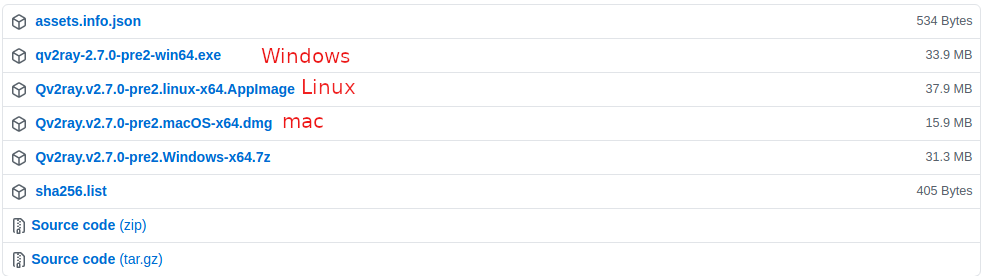 assets.info.json 534 Bytes
qv2ray-2.7.0-pre2-win64.exe Windows 33.9 MB
Qv2ray.v2.7.0-pre2.linux-x64.AppImage Linux 37.9 MB
Qv2ray.v2.7.0-pre2.macOS-x64.dmg mac 15.9 MB
Qv2ray.v2.7.0-pre2.Windows-x64.7z 31.3 MB
sha256.list 405 Bytes
Source code (zip)
Source code (tar.gz)